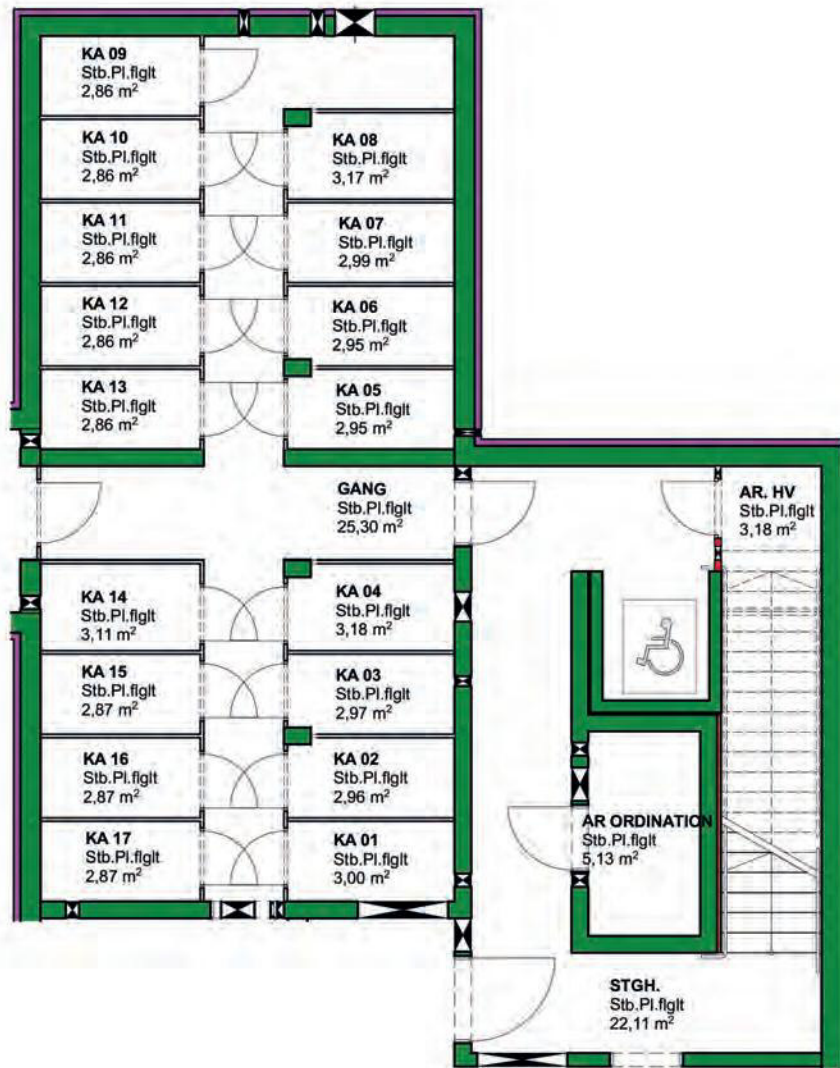 KA 09
Stb.Pl.flglt
2,86 m²
KA 10
Stb.Pl.flglt
2,86 m²
KA 08
Stb.Pl.flglt
3,17 m²
KA 11
Stb.Pl.flglt
2,86 m²
KA 07
Stb.Pl.flglt
2,99 m²
KA 12
Stb.Pl.flglt
2,86 m²
KA 06
Stb.Pl.flglt
2,95 m²
KA 13
Stb.Pl.flglt
2,86 m²
KA 05
Stb.Pl.flglt
2,95 m²
GANG
Stb.Pl.flglt
25,30 m²
AR. HV
Stb.Pl.flglt
3,18 m²
KA 14
Stb.Pl.flglt
3,11 m²
KA 04
Stb.Pl.flglt
3,18 m²
KA 15
Stb.Pl.flglt
2,87 m²
KA 03
Stb.Pl.flglt
2,97 m²
KA 16
Stb.Pl.flglt
2,87 m²
KA 02
Stb.Pl.flglt
2,96 m²
KA 17
Stb.Pl.flglt
2,87 m²
KA 01
Stb.Pl.flglt
3,00 m²
AR ORDINATION
Stb.Pl.flglt
5,13 m²
STGH.
Stb.Pl.flglt
22,11 m²